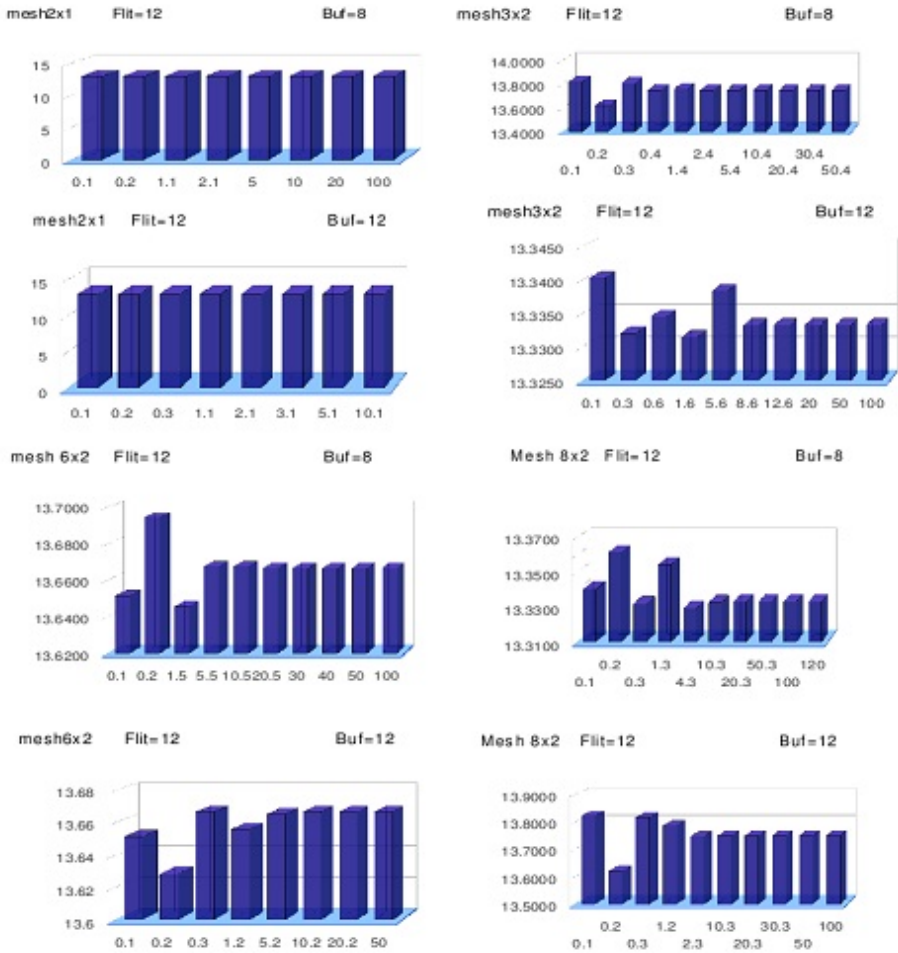 mesh2x1 Flit=12 Buf=8
15
10
5
0
0.1 0.2 1.1 2.1 5 10 20 100
mesh3x2 Flit=12 Buf=8
14.0000
13.8000
13.6000
13.4000
0.2 0.4 2.4 10.4 30.4
0.1 0.3 1.4 5.4 20.4 50.4
mesh2x1 Flit=12 Buf=12
15
10
5
0
0.1 0.2 0.3 1.1 2.1 3.1 5.1 10.1
mesh3x2 Flit=12 Buf=12
13.3450
13.3400
13.3350
13.3300
13.3250
0.1 0.3 0.6 1.6 5.6 8.6 12.6 20 50 100
mesh 6x2 Flit=12 Buf=8
13.7000
13.6800
13.6600
13.6400
13.6200
0.1 0.2 1.5 5.5 10.5 20.5 30 40 50 100
Mesh 8x2 Flit=12 Buf=8
13.3700
13.3500
13.3300
13.3100
0.2 1.3 10.3 50.3 120
0.1 0.3 4.3 20.3 100
mesh6x2 Flit=12 Buf=12
13.68
13.66
13.64
13.62
13.6
0.1 0.2 0.3 1.2 5.2 10.2 20.2 50
Mesh 8x2 Flit=12 Buf=12
13.9000
13.8000
13.7000
13.6000
13.5000
0.2 1.2 10.3 30.3 100
0.1 0.3 2.3 20.3 50